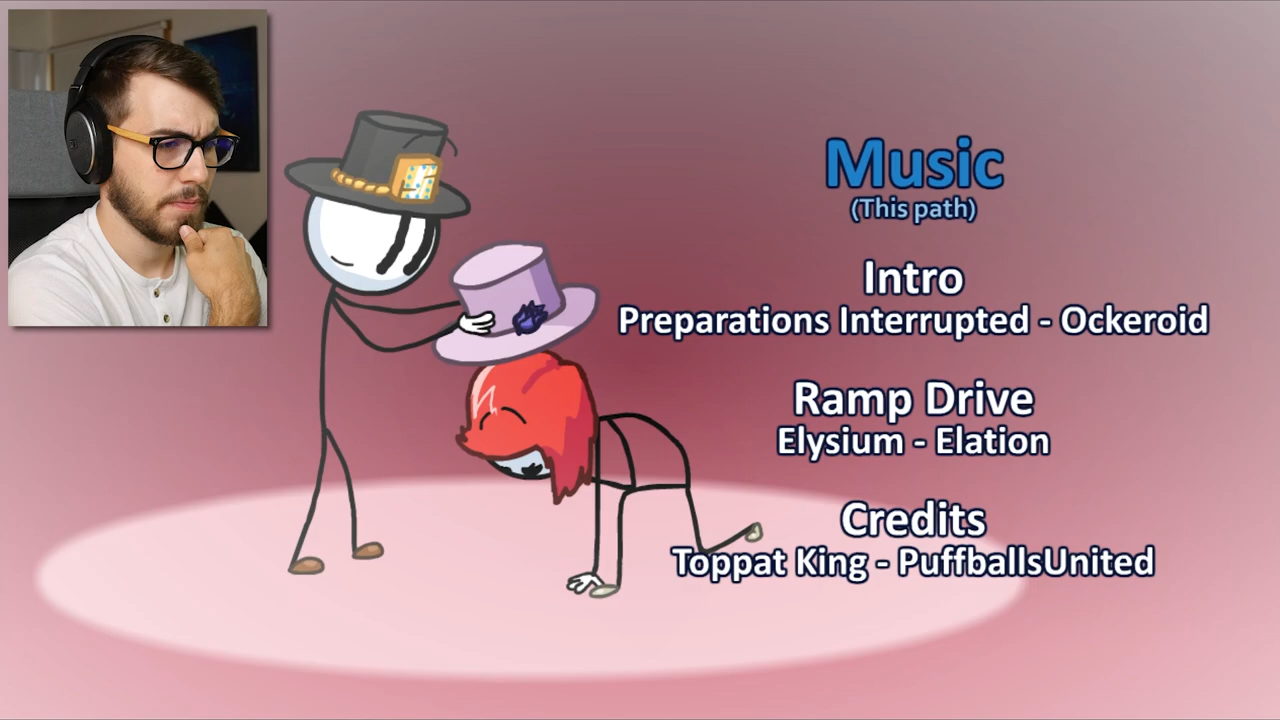 Music
(This path)
Intro
Preparations Interrupted - Ockeroid
Ramp Drive
Elysium - Elation
Credits
Toppat King - PuffballsUnited